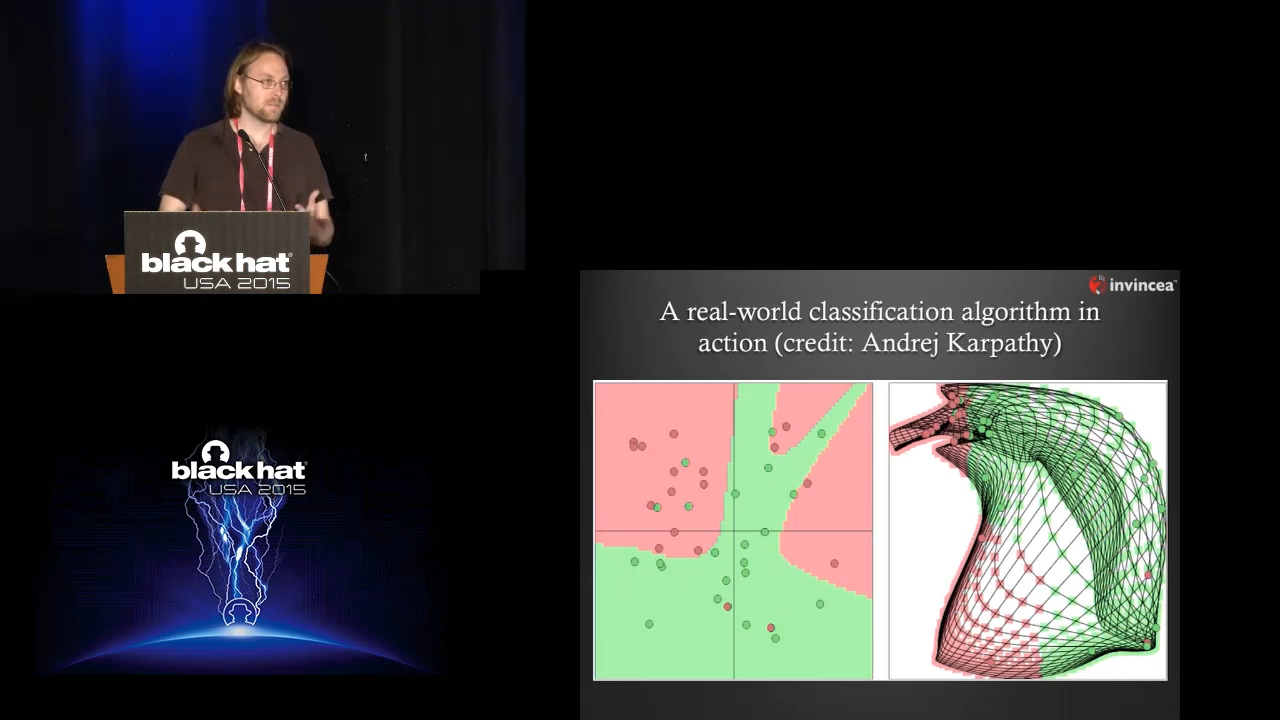 black hat
USA 2015
invincea
A real-world classification algorithm in
action (credit: Andrej Karpathy)
black hat
USA 2015